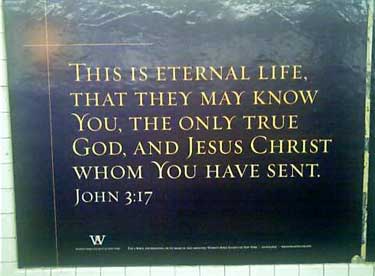 THIS IS ETERNAL LIFE,
THAT THEY MAY KNOW
YOU, THE ONLY TRUE
GOD, AND JESUS CHRIST
WHOM YOU HAVE SENT.
JOHN 3:17
W